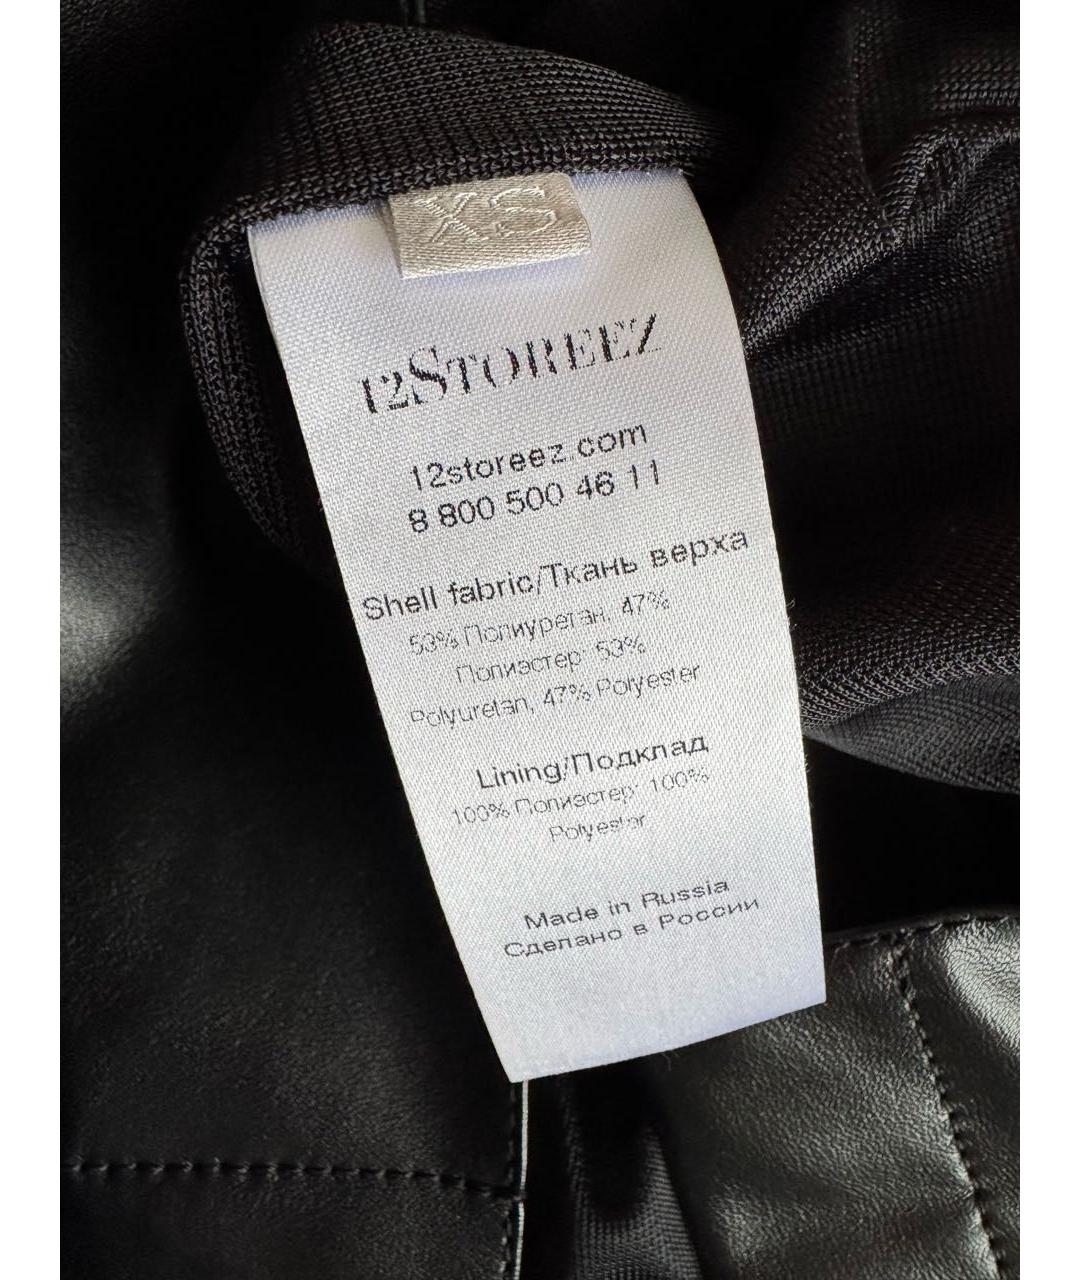 XS
12STOREEZ
12storeez.com
8 800 500 46 11
Shell fabric/Ткань верха
53% Полиуретан, 47%
Полиэстер 53%
Polyuretan, 47% Polyester
Lining/Подклад
100% Полиэстер 100%
Polyester
Made in Russia
Сделано в России